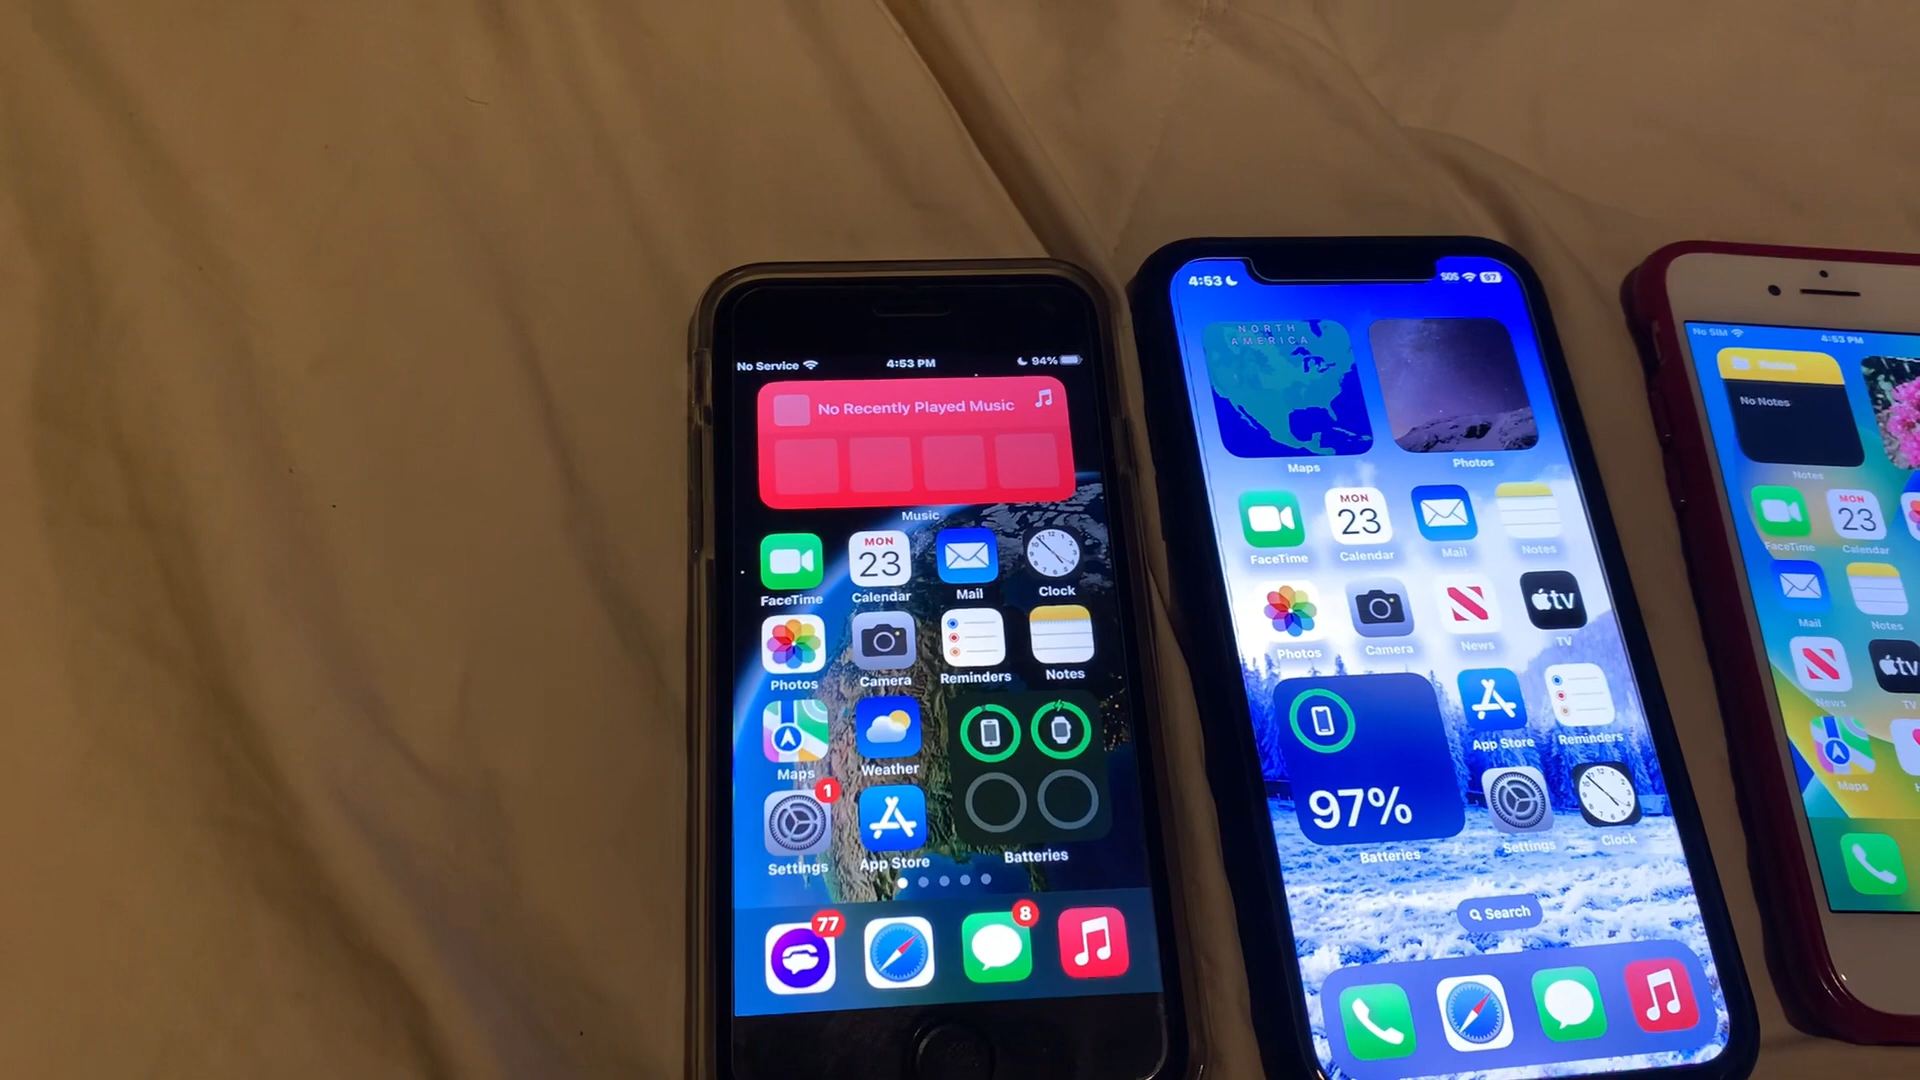 No Service
4:53 PM
94%
No Recently Played Music
Music
MON
23
FaceTime
Calendar
Mail
Clock
Photos
Camera
Reminders
Notes
Maps
Weather
1
Settings
App Store
Batteries
77
8
4:53
SOS
97
NORTH
AMERICA
Maps
Photos
MON
23
FaceTime
Calendar
Mail
Notes
Photos
Camera
News
tv
TV
97%
Batteries
App Store
Reminders
Settings
Clock
Search
No SIM
4:53 PM
No Notes
Notes
MON
23
FaceTime
Calendar
Mail
Notes
News
tv
TV
Maps